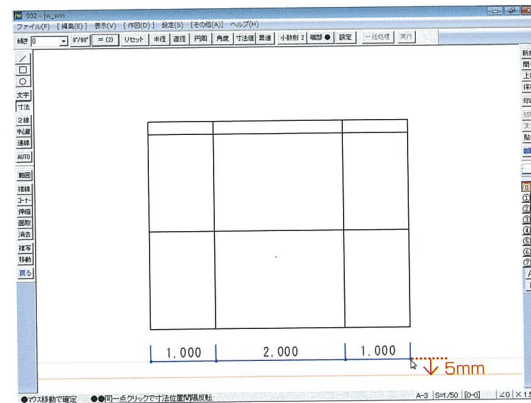 002 - jw_win
ファイル(F) [編集(E)] 表示(V) [作図(D)] 設定(S) [その他(A)] ヘルプ(H)
傾き 0 0°/90° = (2) リセット 半径 直径 円周 角度 寸法値 累進 小数桁 2 端部● 設定 一括処理 実行
文字
寸法
2線
中心線
連線
AUTO
範囲
複線
コーナー
伸縮
面取
消去
複写
移動
戻る
1,000 2,000 1,000
5mm
●マウス移動で確定 ●●同一点クリックで寸法位置間隔反転
A-3 S=1/50 [0-0] ∠0